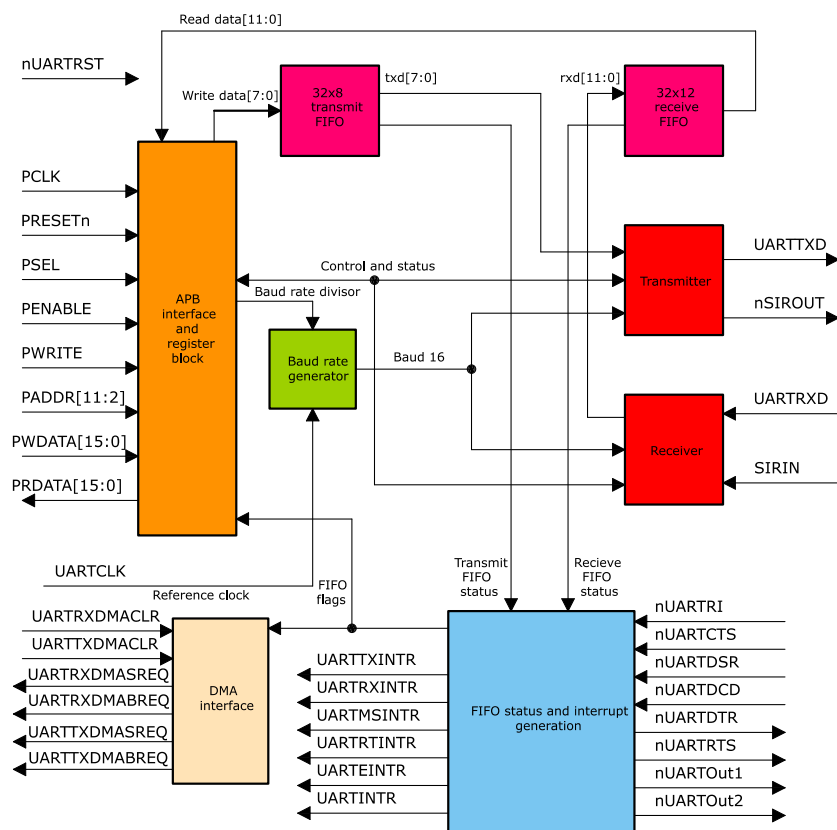 Read data[11:0]
nUARTRST
Write data[7:0]
32x8
transmit
FIFO
txd[7:0]
rxd[11:0]
32x12
receive
FIFO
PCLK
PRESETn
PSEL
PENABLE
PWRITE
PADDR[11:2]
PWDATA[15:0]
PRDATA[15:0]
APB
interface
and
register
block
Control and status
Baud rate divisor
Baud rate
generator
Baud 16
Transmitter
UARTTXD
nSIROUT
Receiver
UARTRXD
SIRIN
UARTCLK
Reference clock
FIFO
flags
Transmit
FIFO
status
Recieve
FIFO
status
UARTRXDMACLR
UARTTXDMACLR
UARTRXDMASREQ
UARTRXDMABREQ
UARTTXDMASREQ
UARTTXDMABREQ
DMA
interface
UARTTXINTR
UARTRXINTR
UARTMSINTR
UARTRTINTR
UARTEINTR
UARTINTR
FIFO status and interrupt
generation
nUARTRI
nUARTCTS
nUARTDSR
nUARTDCD
nUARTDTR
nUARTRTS
nUARTOut1
nUARTOut2